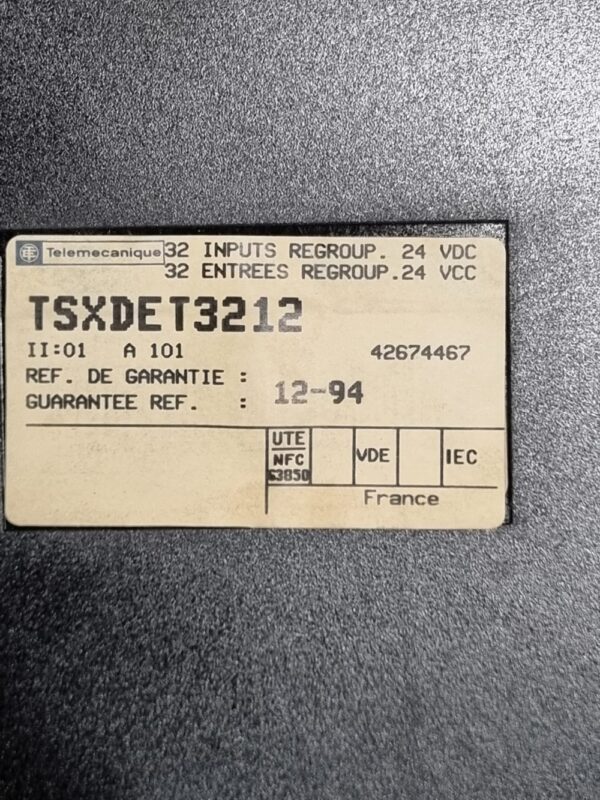 Telemecanique 32 INPUTS REGROUP. 24 VDC
32 ENTREES REGROUP.24 VCC
TSXDET3212
II:01 A 101 42674467
REF. DE GARANTIE :
GUARANTEE REF. : 12-94
UTE
NFC VDE IEC
63850
France